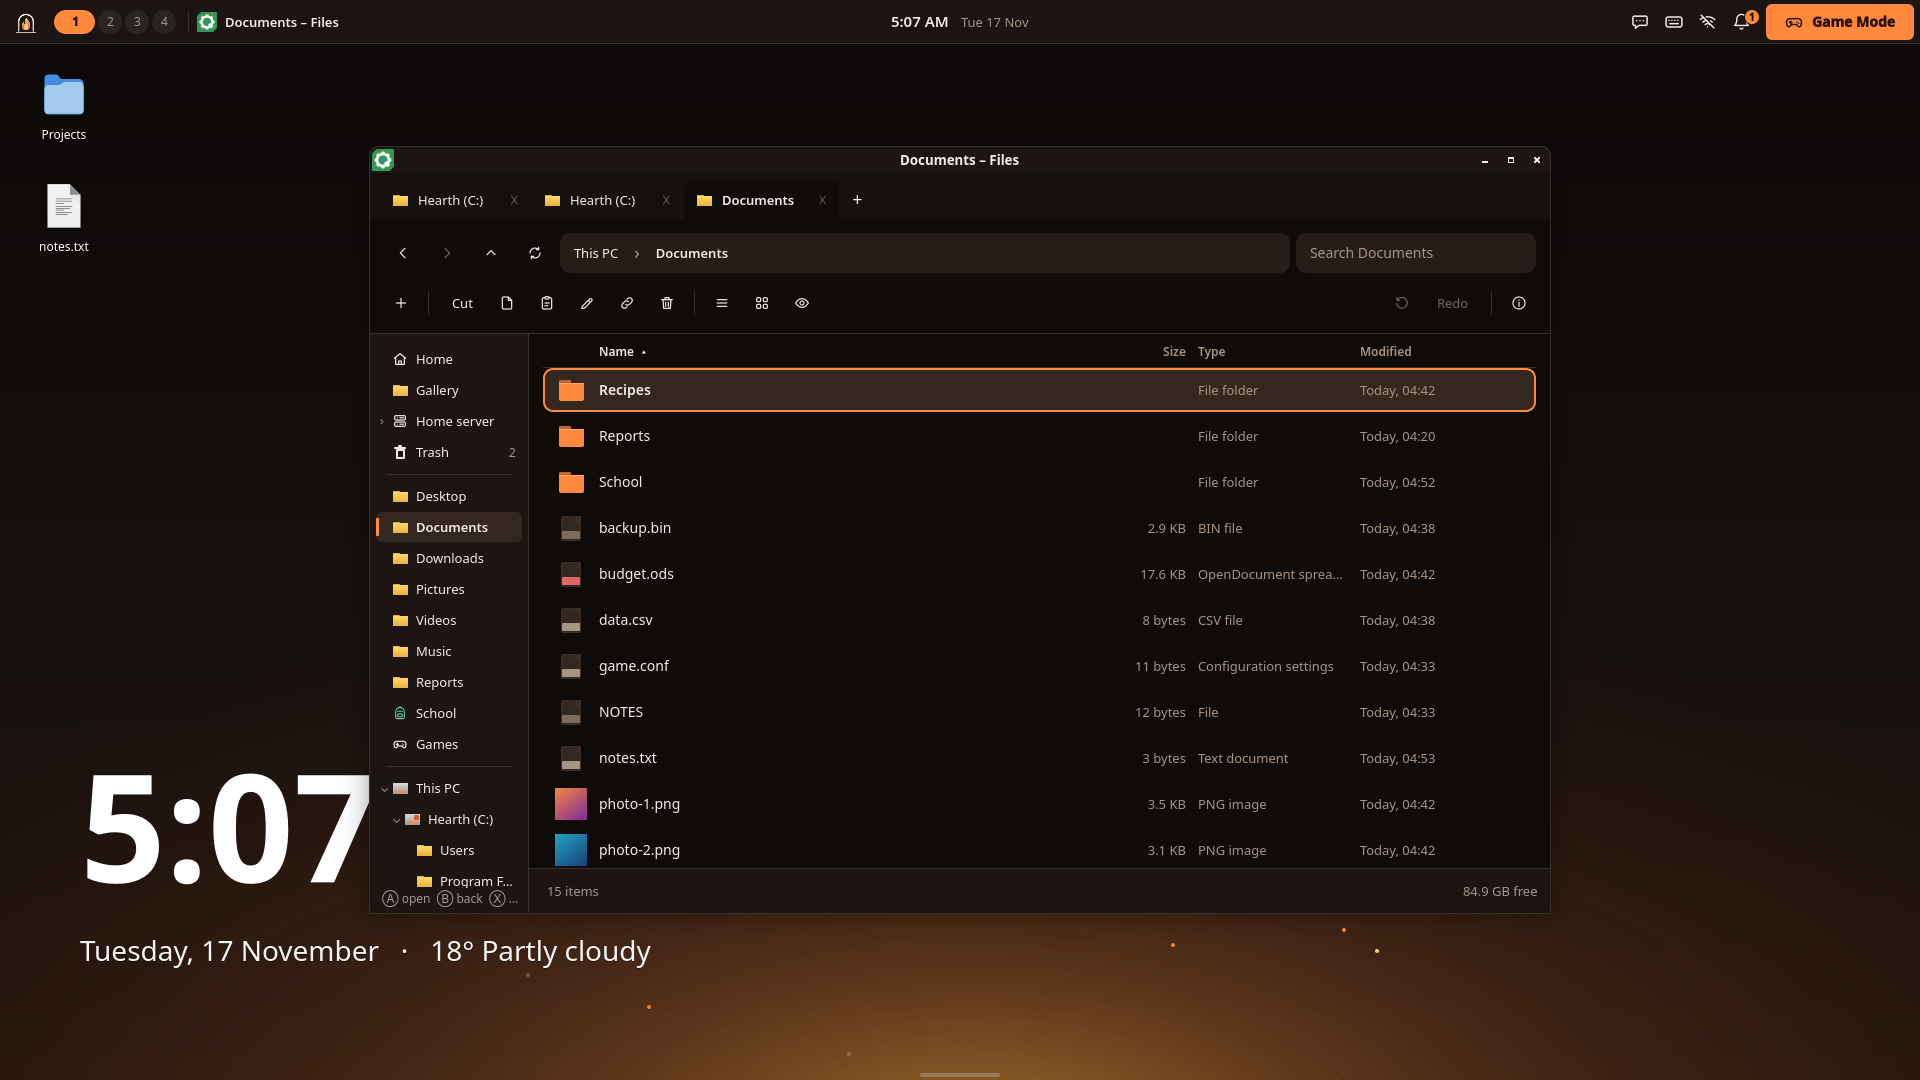 1 2 3 4 Documents – Files 5:07 AM Tue 17 Nov 1 Game Mode
Projects
notes.txt
Documents – Files
Hearth (C:) X Hearth (C:) X Documents X +
This PC › Documents Search Documents
Cut Redo
Home
Gallery
Home server
Trash 2
Desktop
Documents
Downloads
Pictures
Videos
Music
Reports
School
Games
This PC
Hearth (C:)
Users
Program F...
A open B back X ...
Name Size Type Modified
Recipes File folder Today, 04:42
Reports File folder Today, 04:20
School File folder Today, 04:52
backup.bin 2.9 KB BIN file Today, 04:38
budget.ods 17.6 KB OpenDocument sprea... Today, 04:42
data.csv 8 bytes CSV file Today, 04:38
game.conf 11 bytes Configuration settings Today, 04:33
NOTES 12 bytes File Today, 04:33
notes.txt 3 bytes Text document Today, 04:53
photo-1.png 3.5 KB PNG image Today, 04:42
photo-2.png 3.1 KB PNG image Today, 04:42
15 items 84.9 GB free
5:07
Tuesday, 17 November · 18° Partly cloudy